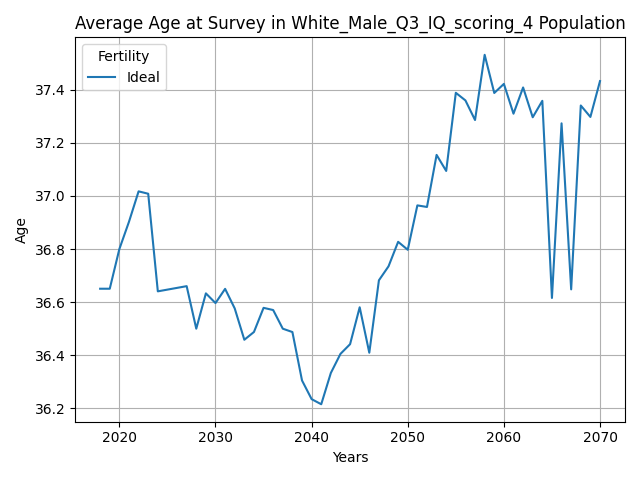 Average Age at Survey in White_Male_Q3_IQ_scoring_4 Population
Fertility
Ideal
37.4
37.2
37.0
36.8
36.6
36.4
36.2
Age
2020 2030 2040 2050 2060 2070
Years